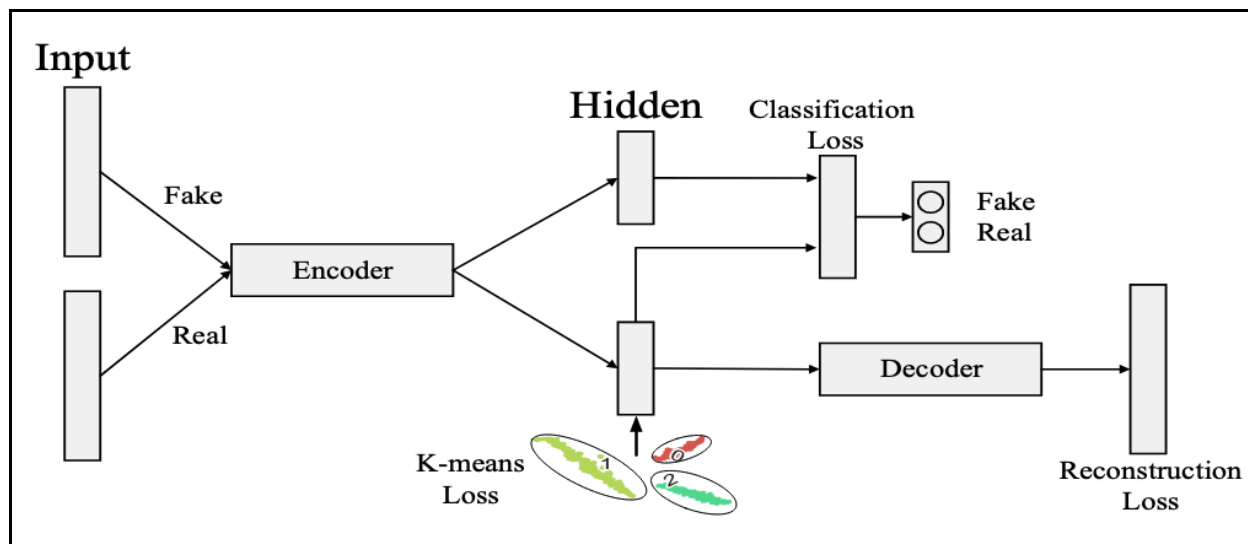 Input
Fake
Real
Encoder
Hidden
Classification
Loss
Fake
Real
Decoder
Reconstruction
Loss
K-means
Loss
1
0
2